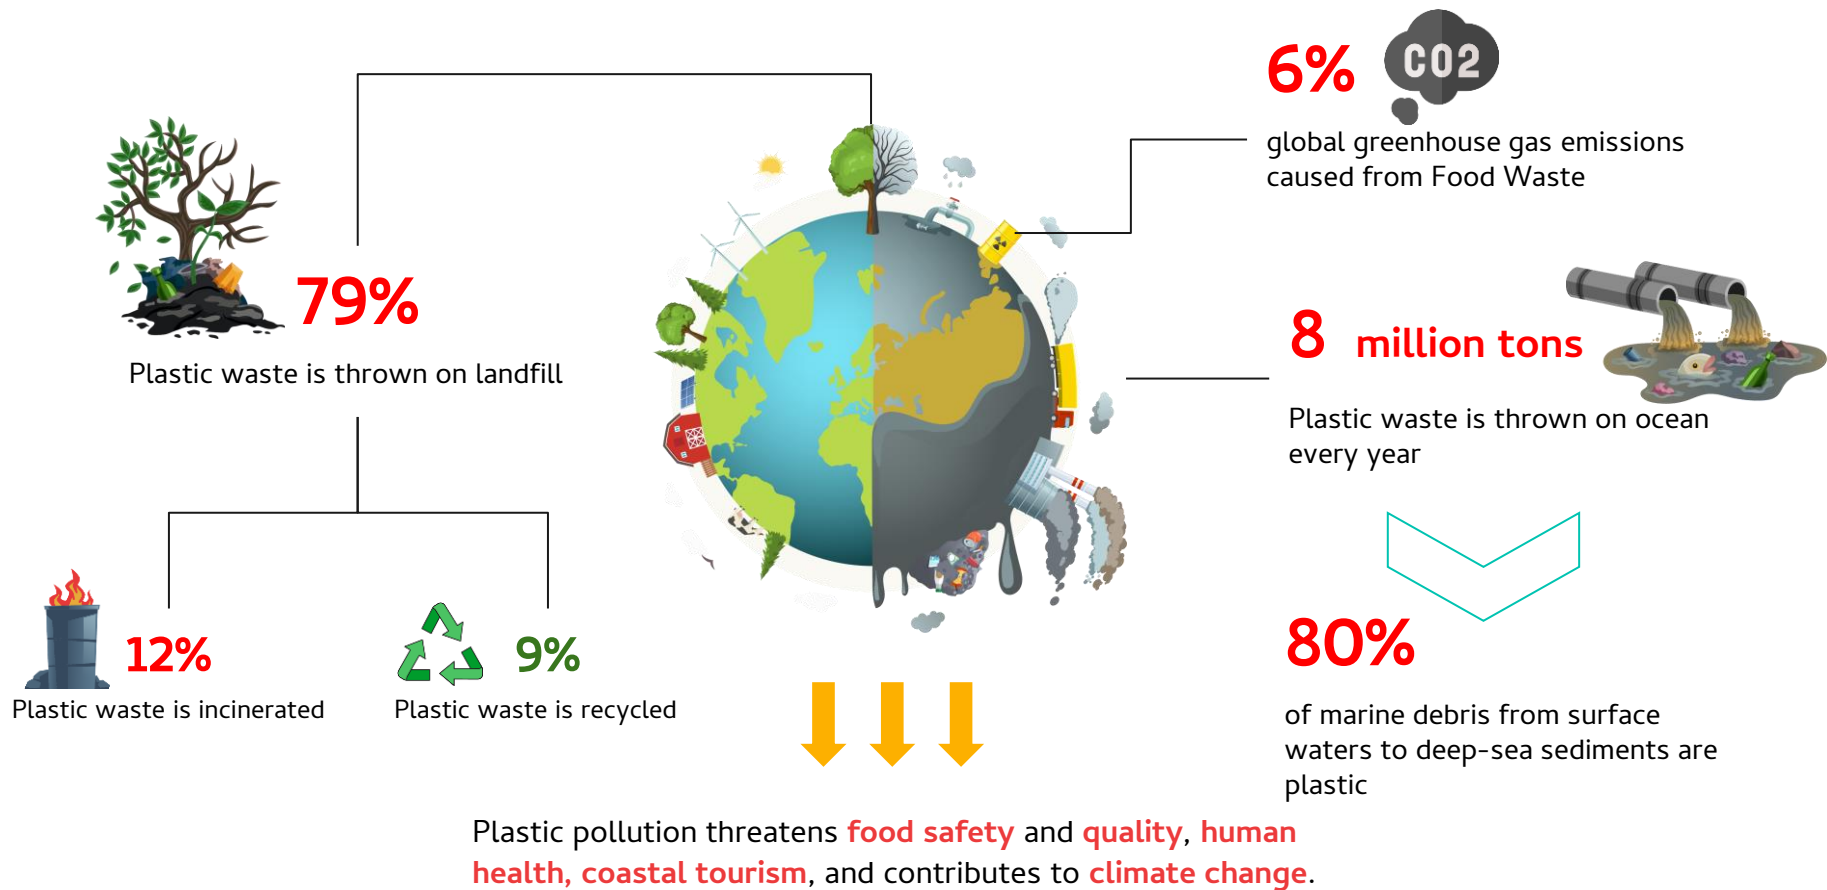 79%
Plastic waste is thrown on landfill
12%
Plastic waste is incinerated
9%
Plastic waste is recycled
6%
CO2
global greenhouse gas emissions
caused from Food Waste
8 million tons
Plastic waste is thrown on ocean
every year
80%
of marine debris from surface
waters to deep-sea sediments are
plastic
Plastic pollution threatens food safety and quality, human
health, coastal tourism, and contributes to climate change.